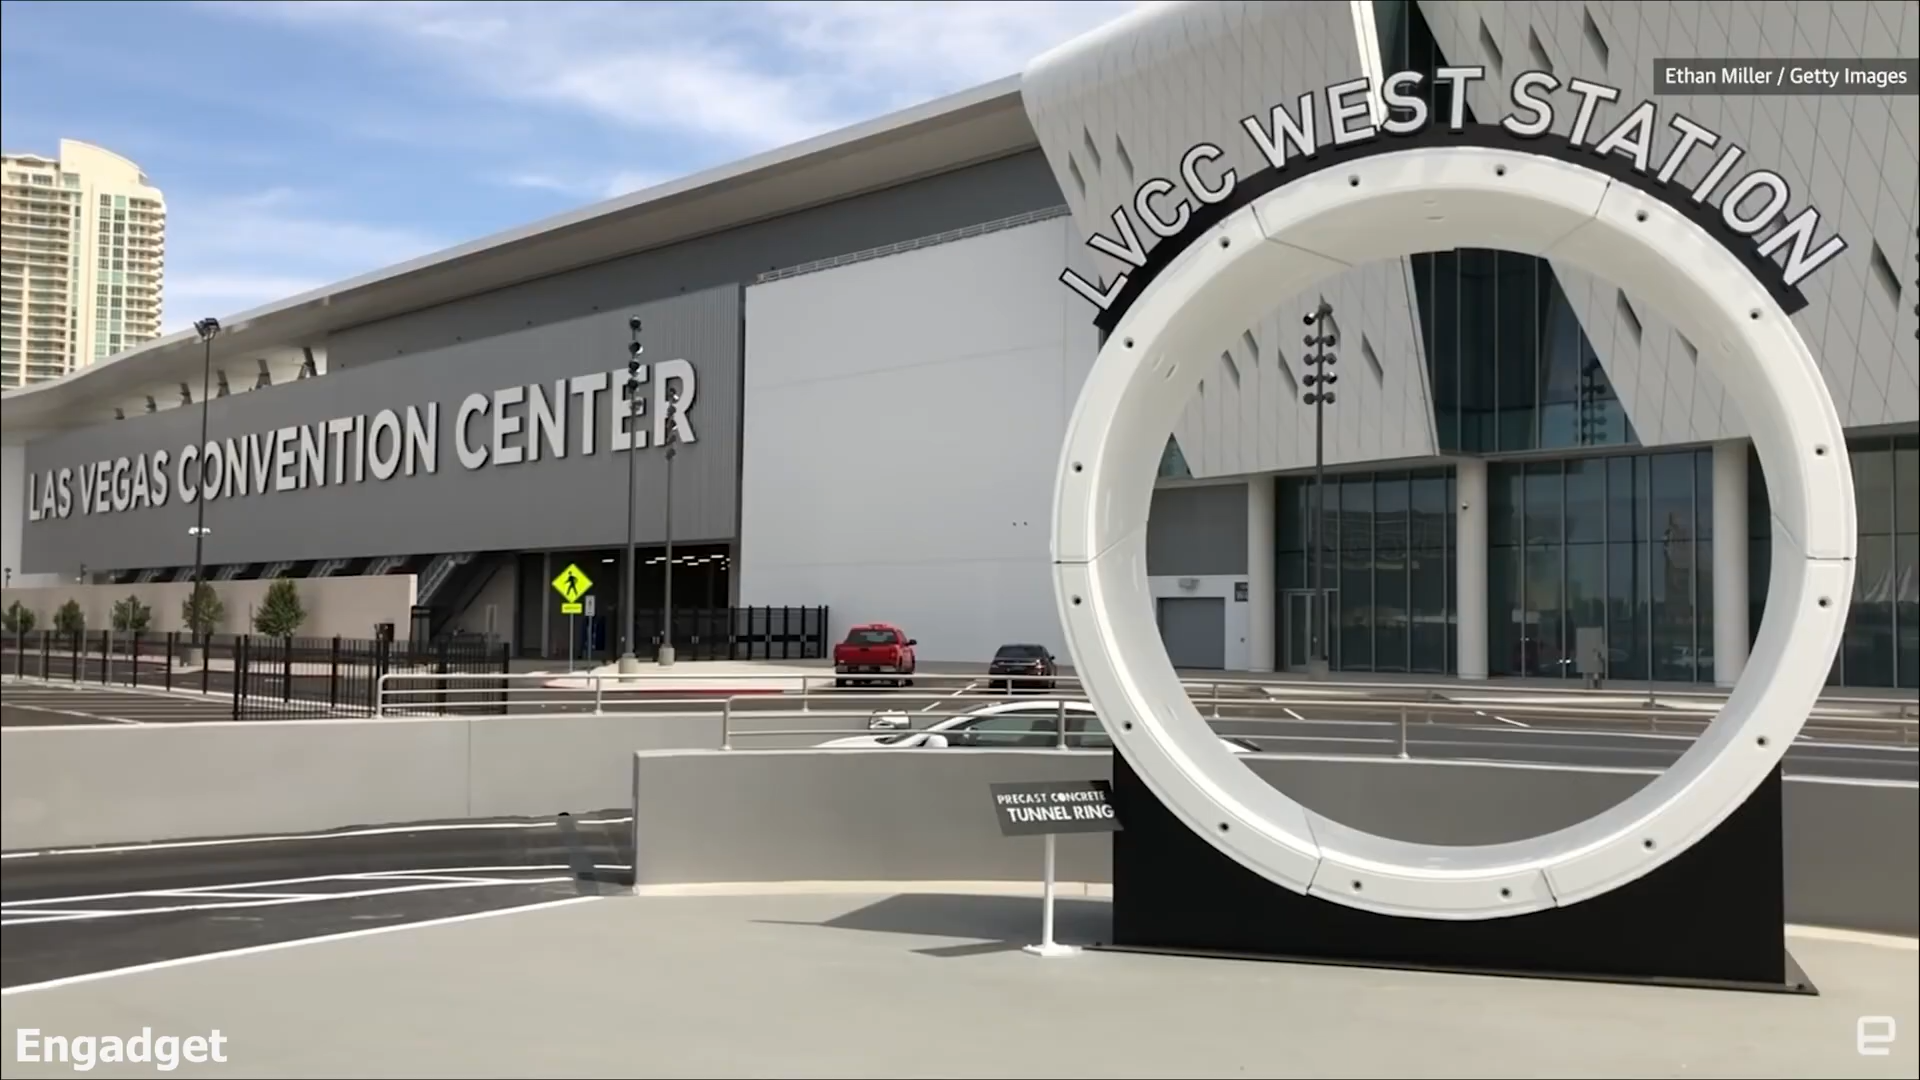 Ethan Miller / Getty Images
LVCC WEST STATION
LAS VEGAS CONVENTION CENTER
PRECAST CONCRETE
TUNNEL RING
Engadget
e